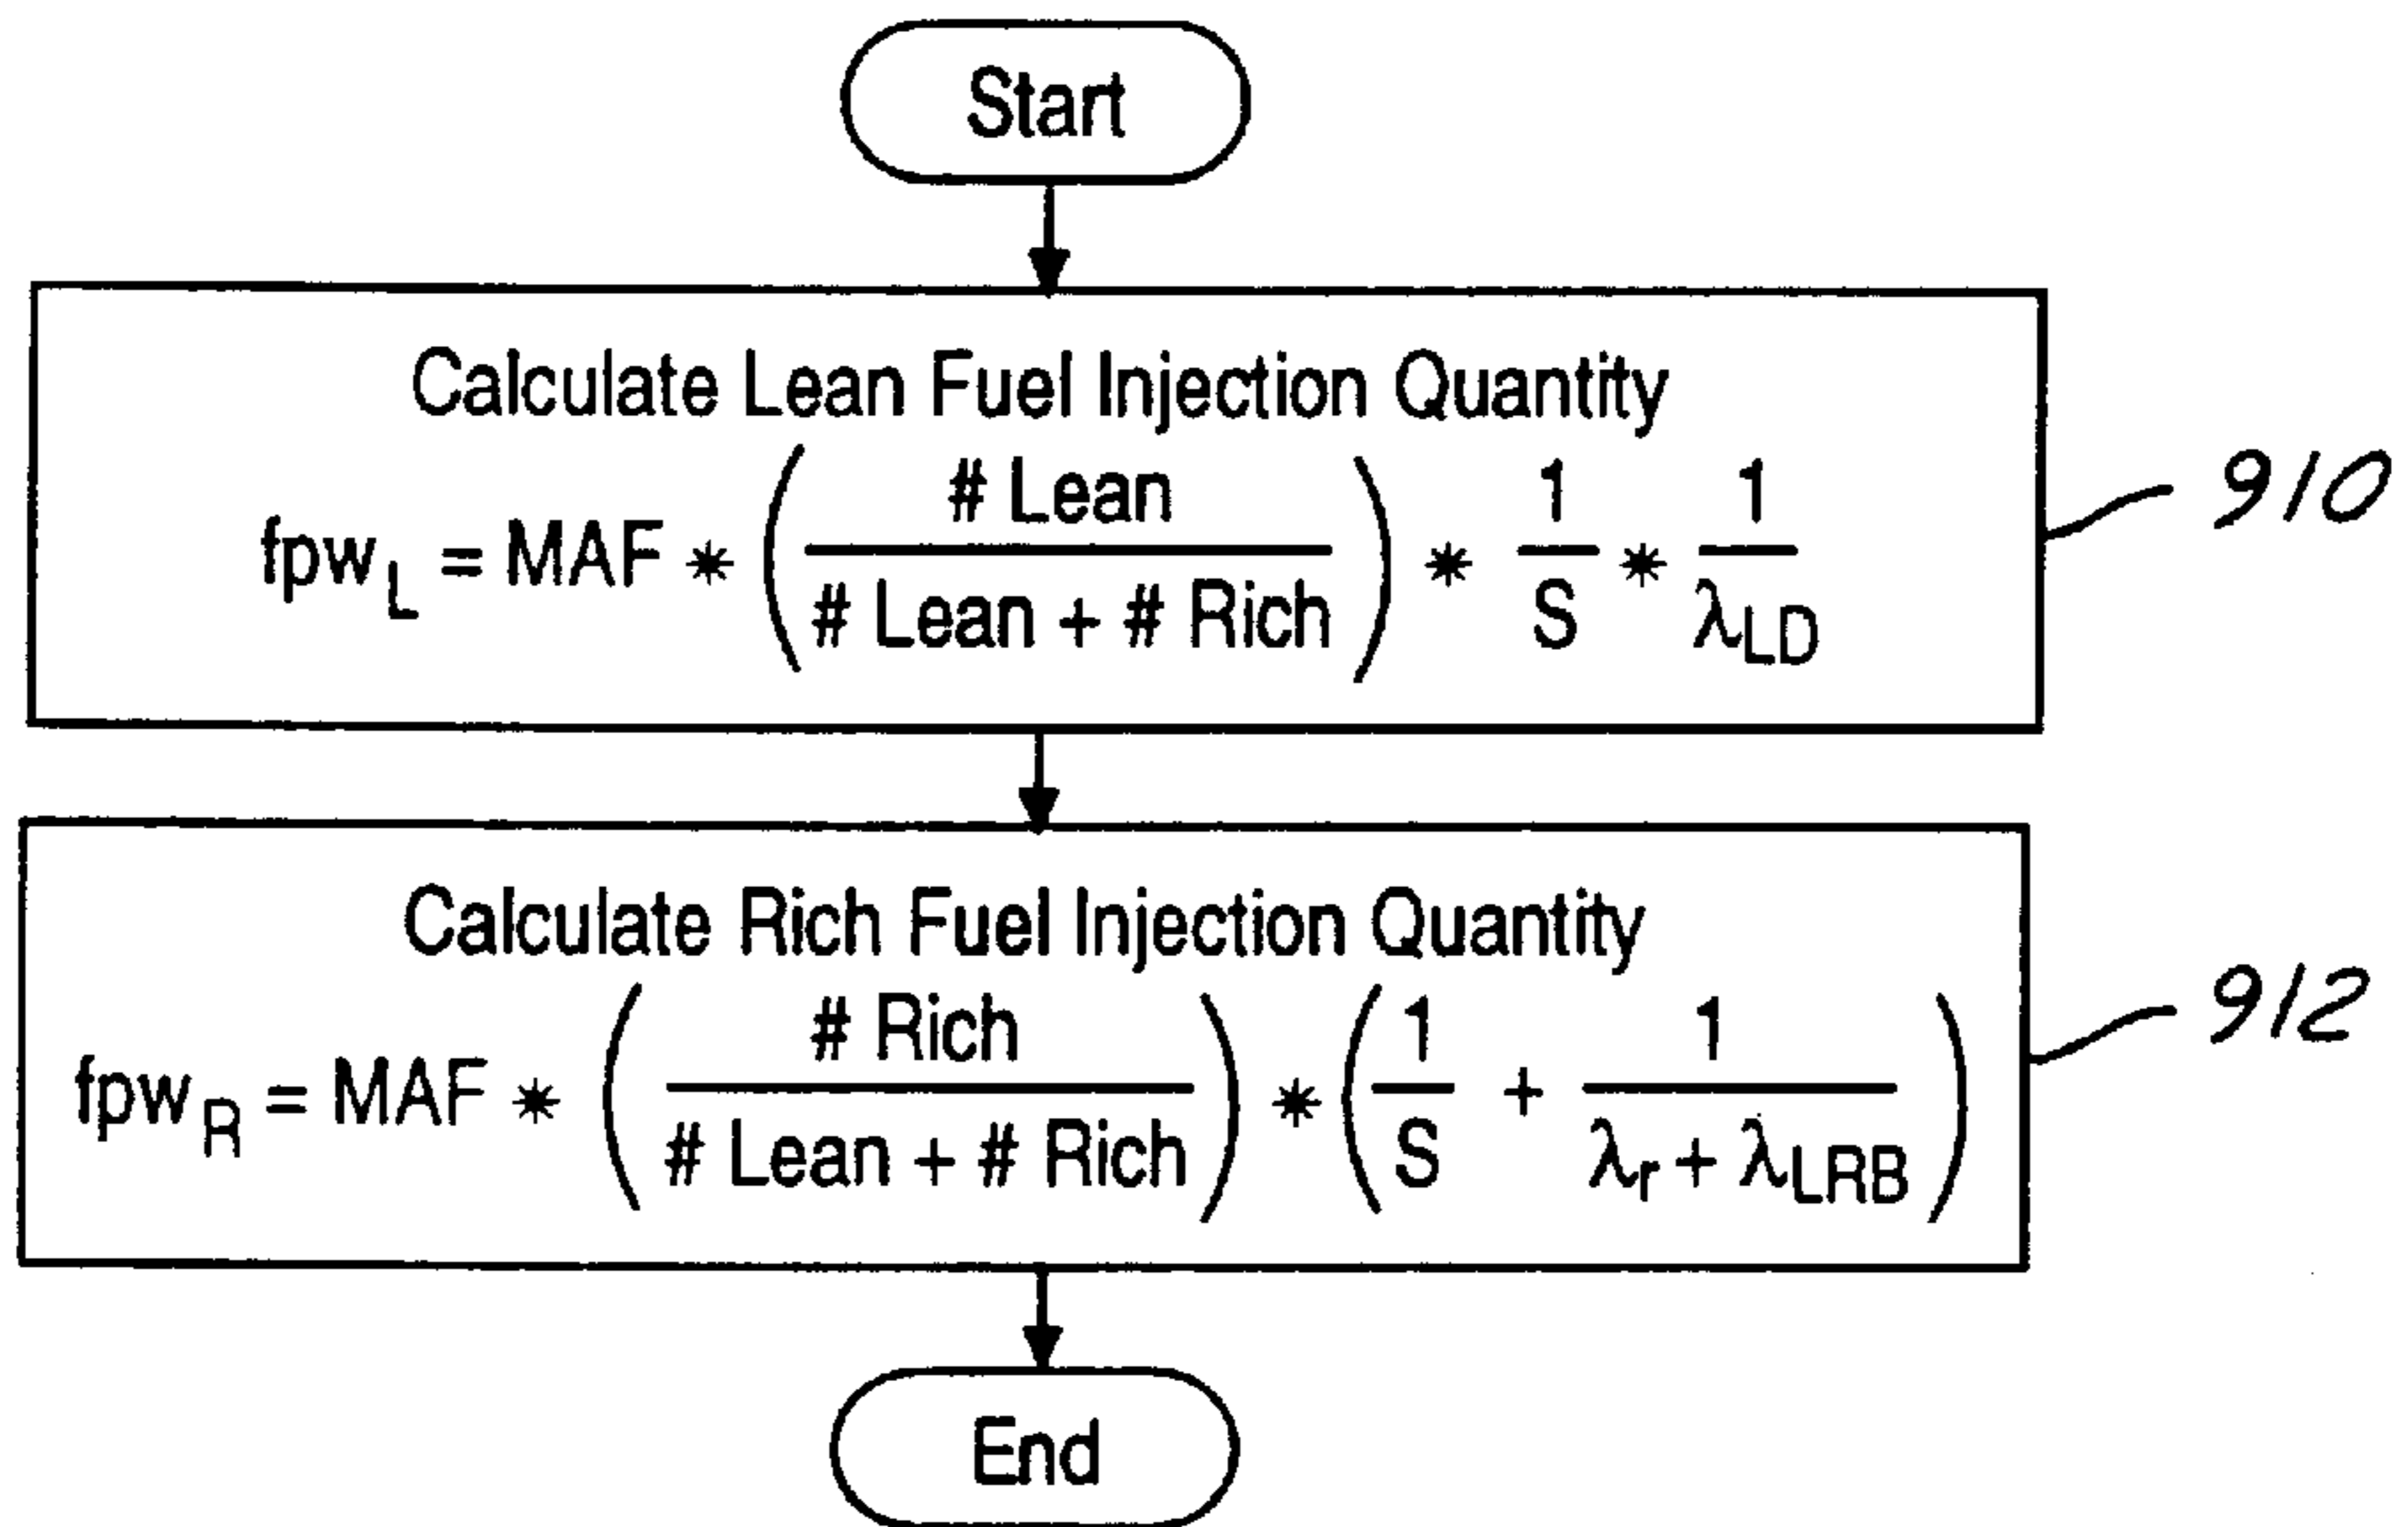 Start
Calculate Lean Fuel Injection Quantity
fpw_L = MAF * (# Lean / # Lean + # Rich) * 1/S * 1/λ_LD
910
Calculate Rich Fuel Injection Quantity
fpw_R = MAF * (# Rich / # Lean + # Rich) * (1/S + 1/λ_r + λ_LRB)
912
End